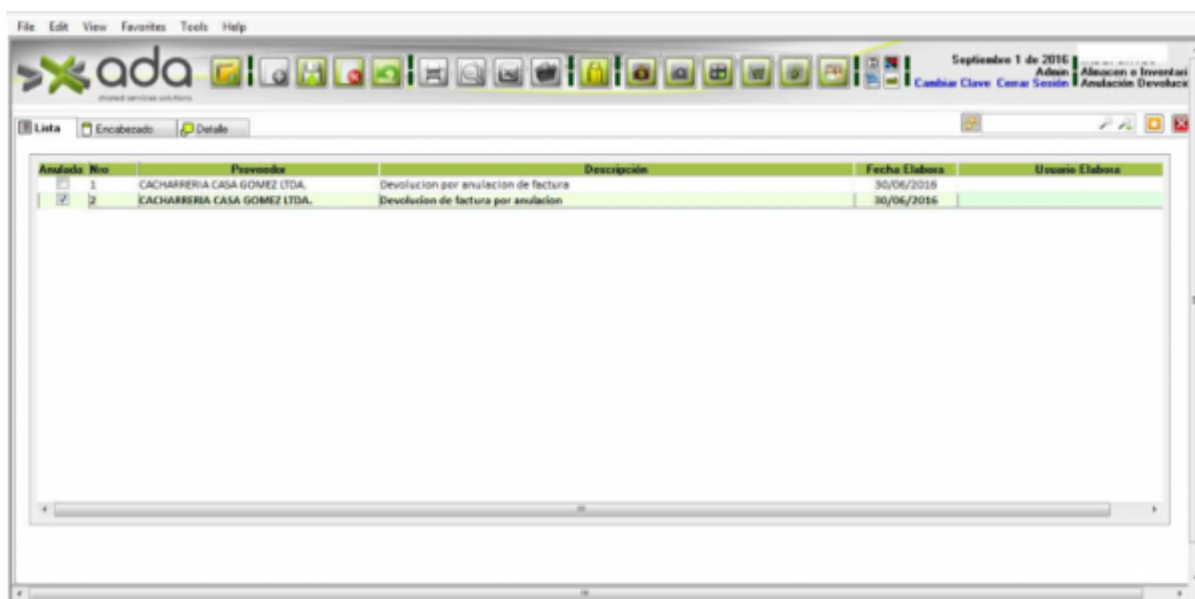 File Edit View Favorites Tools Help
ada
shared services solutions
Septiembre 1 de 2016
Admin
Cambiar Clave Cerrar Sesión
Almacen e Inventari
Anulación Devoluci
Lista Encabezado Detalle
Anulada Nro Proveedor Descripción Fecha Elabora Usuario Elabora
1 CACHARRERIA CASA GOMEZ LTDA. Devolucion por anulacion de factura 30/06/2016
2 CACHARRERIA CASA GOMEZ LTDA. Devolucion de factura por anulacion 30/06/2016